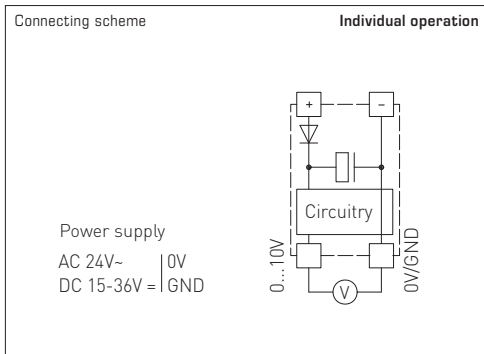 Connecting scheme
Individual operation
+ −
Circuitry
Power supply
AC 24V~ 0V
DC 15-36V = GND
0...10V
0V/GND
V